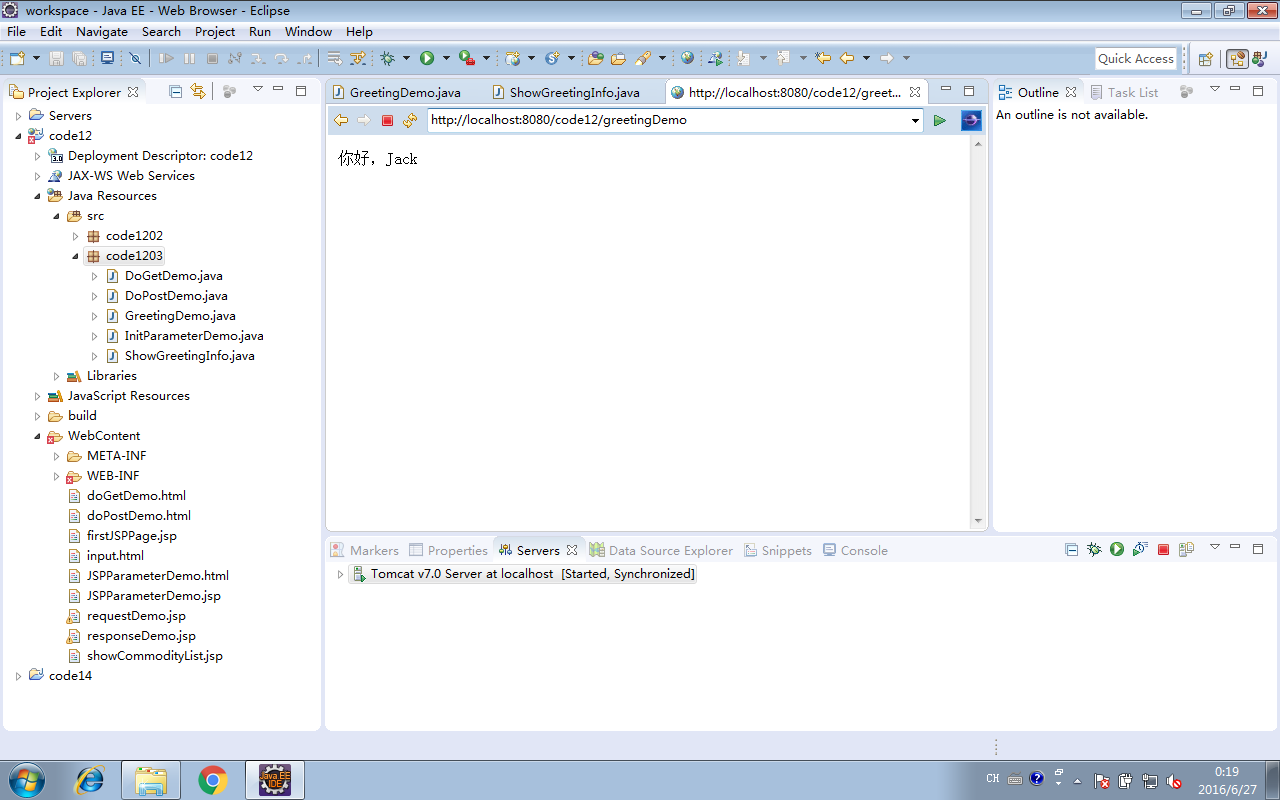 workspace - Java EE - Web Browser - Eclipse
File Edit Navigate Search Project Run Window Help
Quick Access
Project Explorer
Servers
code12
3.0 Deployment Descriptor: code12
JAX-WS Web Services
Java Resources
src
code1202
code1203
DoGetDemo.java
DoPostDemo.java
GreetingDemo.java
InitParameterDemo.java
ShowGreetingInfo.java
Libraries
JavaScript Resources
build
WebContent
META-INF
WEB-INF
doGetDemo.html
doPostDemo.html
firstJSPPage.jsp
input.html
JSPParameterDemo.html
JSPParameterDemo.jsp
requestDemo.jsp
responseDemo.jsp
showCommodityList.jsp
code14
GreetingDemo.java ShowGreetingInfo.java http://localhost:8080/code12/greet...
http://localhost:8080/code12/greetingDemo
你好，Jack
Outline Task List
An outline is not available.
Markers Properties Servers Data Source Explorer Snippets Console
Tomcat v7.0 Server at localhost [Started, Synchronized]
Java EE
IDE
CH
0:19
2016/6/27